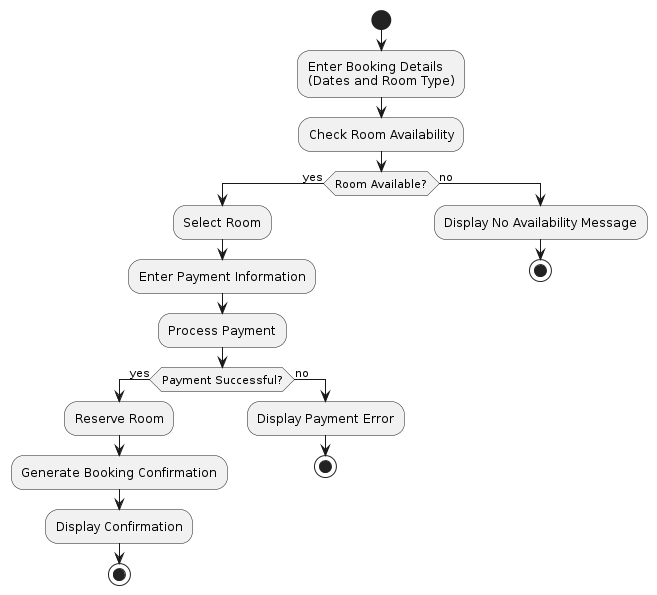 Enter Booking Details
(Dates and Room Type)
Check Room Availability
yes
Room Available?
no
Select Room
Display No Availability Message
Enter Payment Information
Process Payment
yes
Payment Successful?
no
Reserve Room
Display Payment Error
Generate Booking Confirmation
Display Confirmation